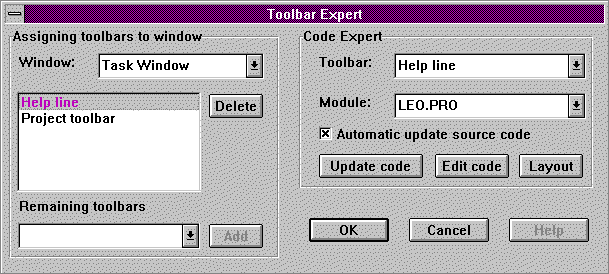 Toolbar Expert
Assigning toolbars to window
Window: Task Window
Help line
Project toolbar
Delete
Remaining toolbars
Add
Code Expert
Toolbar: Help line
Module: LEO.PRO
Automatic update source code
Update code Edit code Layout
OK Cancel Help